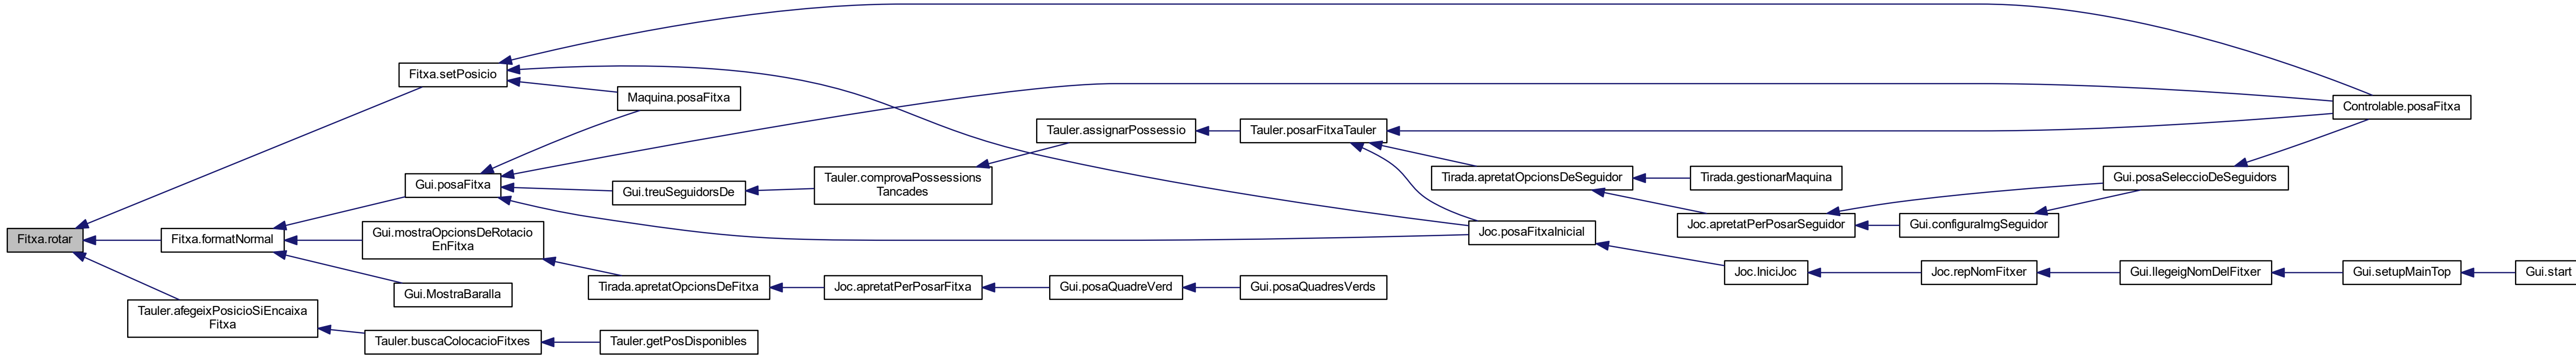 Fitxa.rotar
Fitxa.setPosicio
Fitxa.formatNormal
Tauler.afegeixPosicioSiEncaixa
Fitxa
Maquina.posaFitxa
Gui.posaFitxa
Gui.mostraOpcionsDeRotacio
EnFitxa
Gui.MostraBaralla
Tauler.buscaColocacioFitxes
Tauler.getPosDisponibles
Gui.treuSeguidorsDe
Tirada.apretatOpcionsDeFitxa
Tauler.comprovaPossessions
Tancades
Joc.apretatPerPosarFitxa
Tauler.assignarPossessio
Gui.posaQuadreVerd
Tauler.posarFitxaTauler
Gui.posaQuadresVerds
Tirada.apretatOpcionsDeSeguidor
Joc.posaFitxaInicial
Tirada.gestionarMaquina
Joc.apretatPerPosarSeguidor
Joc.IniciJoc
Gui.configuraImgSeguidor
Joc.repNomFitxer
Gui.posaSeleccioDeSeguidors
Gui.llegeigNomDelFitxer
Controlable.posaFitxa
Gui.setupMainTop
Gui.start